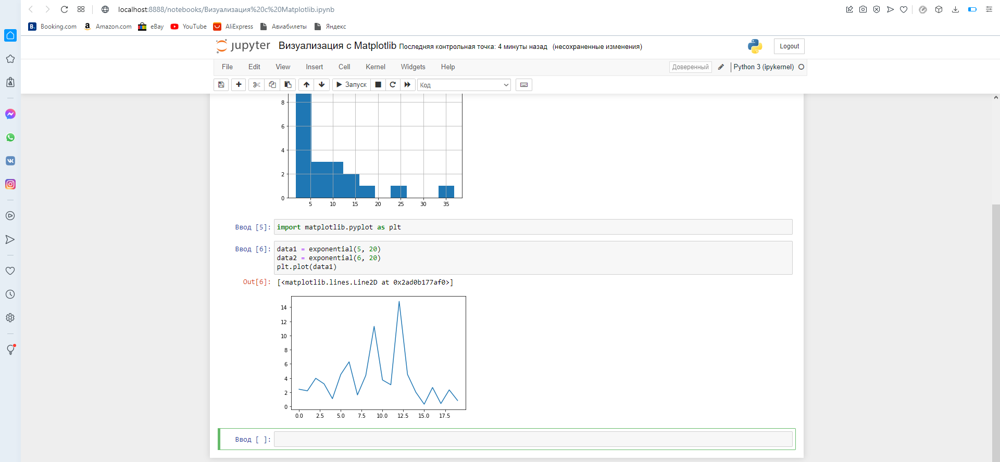 localhost:8888/notebooks/Визуализация%20с%20Matplotlib.ipynb
B. Booking.com Amazon.com eBay YouTube AliExpress Авиабилеты Яндекс
jupyter Визуализация с Matplotlib Последняя контрольная точка: 4 минуты назад (несохраненные изменения) Logout
File Edit View Insert Cell Kernel Widgets Help Доверенный Python 3 (ipykernel)
Запуск Код
8
6
4
2
0
5 10 15 20 25 30 35
Ввод [5]: import matplotlib.pyplot as plt
Ввод [6]: data1 = exponential(5, 20)
data2 = exponential(6, 20)
plt.plot(data1)
Out[6]: [<matplotlib.lines.Line2D at 0x2ad0b177af0>]
14
12
10
8
6
4
2
0
0.0 2.5 5.0 7.5 10.0 12.5 15.0 17.5
Ввод [ ]: